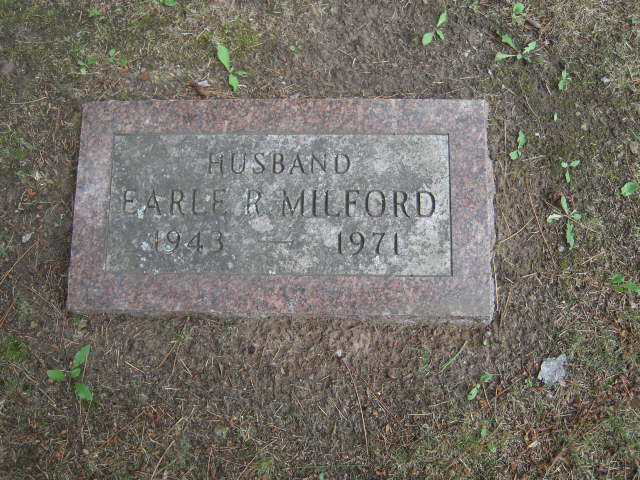 HUSBAND
EARLE R. MILFORD
1943 — 1971